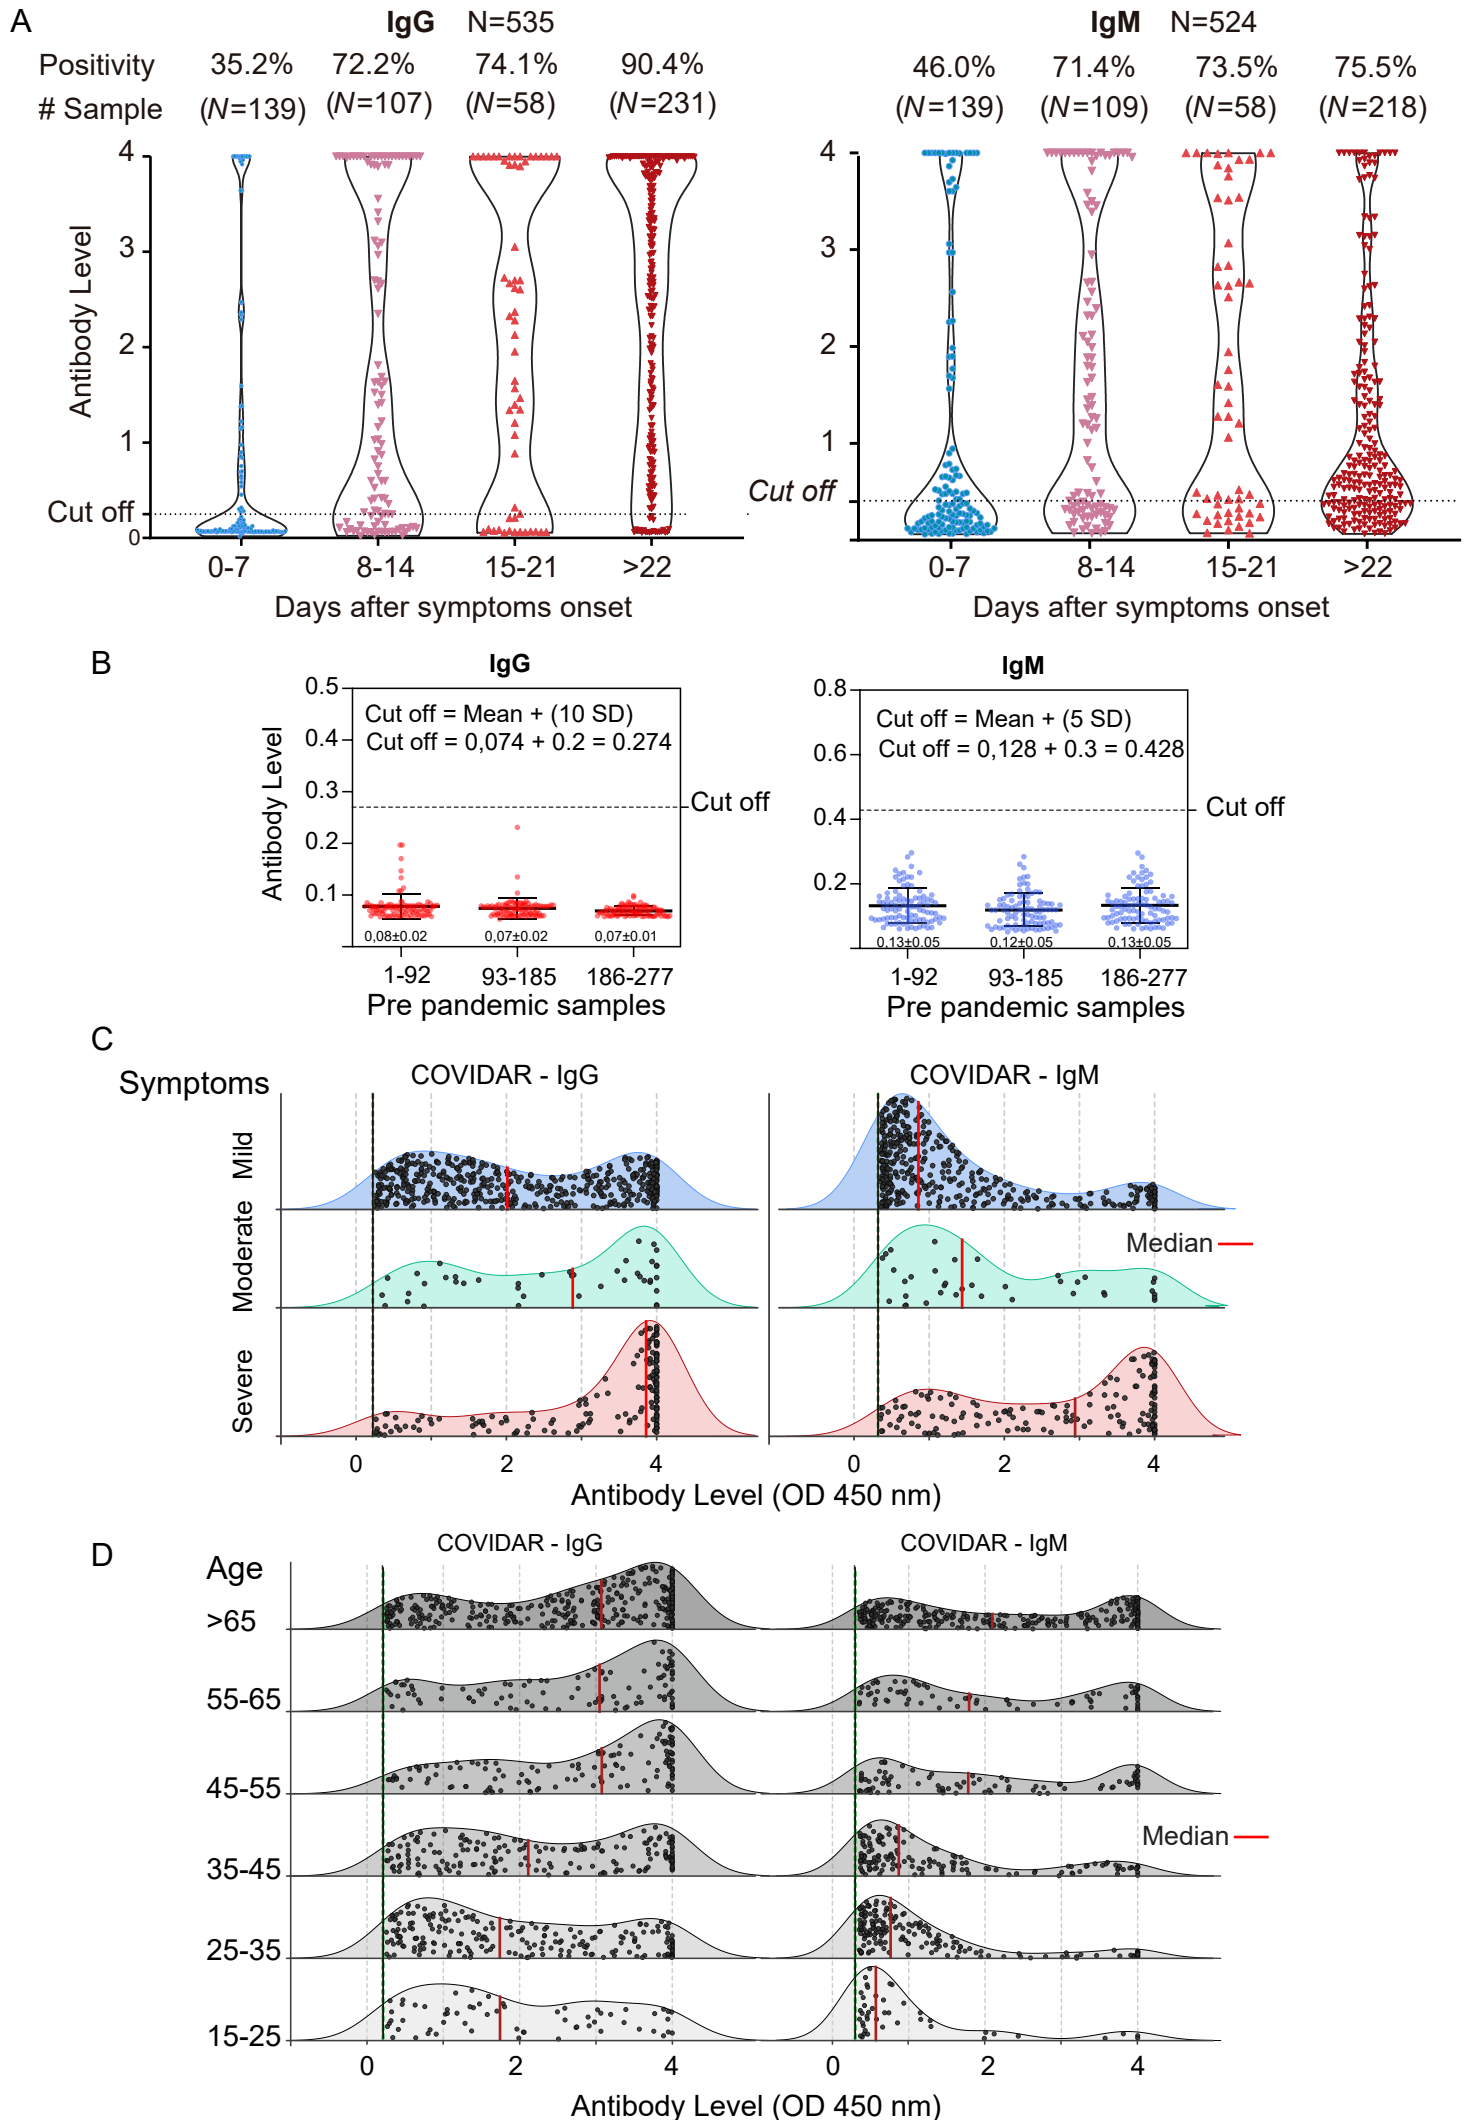 A
IgG N=535
IgM N=524
Positivity 35.2% 72.2% 74.1% 90.4%
46.0% 71.4% 73.5% 75.5%
# Sample (N=139) (N=107) (N=58) (N=231)
(N=139) (N=109) (N=58) (N=218)
Antibody Level
4
3
2
1
Cut off
0
0-7 8-14 15-21 >22
Days after symptoms onset
4
3
2
1
Cut off
0-7 8-14 15-21 >22
Days after symptoms onset
B
IgG
Antibody Level
0.5
0.4
0.3
0.2
0.1
Cut off = Mean + (10 SD)
Cut off = 0,074 + 0.2 = 0.274
Cut off
0,08±0.02 0,07±0.02 0,07±0.01
1-92 93-185 186-277
Pre pandemic samples
IgM
0.8
0.6
0.4
0.2
Cut off = Mean + (5 SD)
Cut off = 0,128 + 0.3 = 0.428
Cut off
0,13±0.05 0,12±0.05 0,13±0.05
1-92 93-185 186-277
Pre pandemic samples
C
Symptoms
COVIDAR - IgG COVIDAR - IgM
Mild
Moderate
Median
Severe
0 2 4 0 2 4
Antibody Level (OD 450 nm)
D
COVIDAR - IgG COVIDAR - IgM
Age
>65
55-65
45-55
35-45
Median
25-35
15-25
0 2 4 0 2 4
Antibody Level (OD 450 nm)